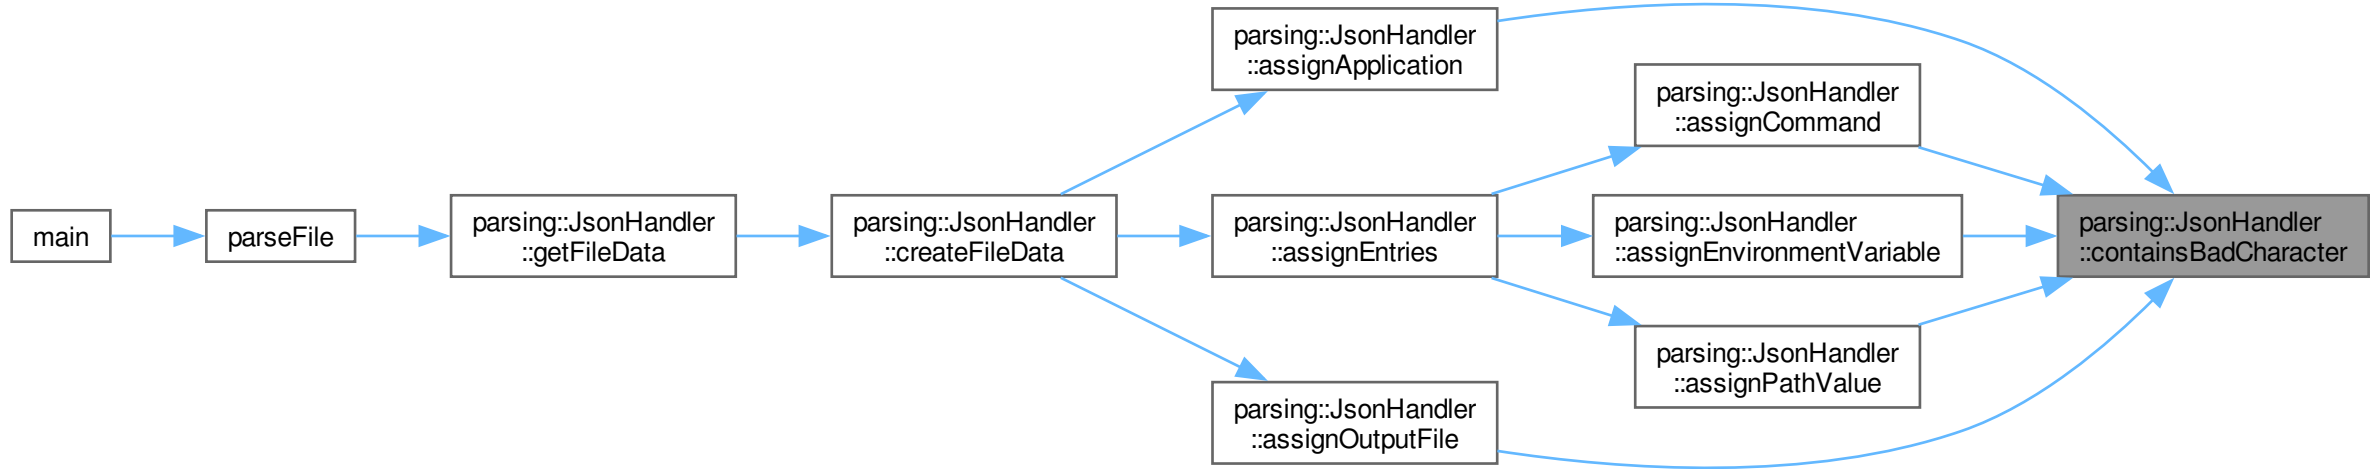 main
parseFile
parsing::JsonHandler
::getFileData
parsing::JsonHandler
::createFileData
parsing::JsonHandler
::assignApplication
parsing::JsonHandler
::assignEntries
parsing::JsonHandler
::assignOutputFile
parsing::JsonHandler
::assignCommand
parsing::JsonHandler
::assignEnvironmentVariable
parsing::JsonHandler
::assignPathValue
parsing::JsonHandler
::containsBadCharacter